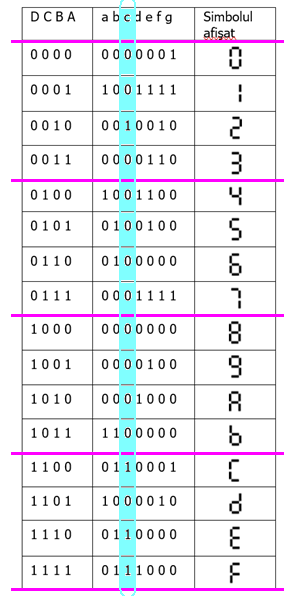 D C B A a b c d e f g Simbolul
afișat
0 0 0 0 0 0 0 0 0 0 1 0
0 0 0 1 1 0 0 1 1 1 1 1
0 0 1 0 0 0 1 0 0 1 0 2
0 0 1 1 0 0 0 0 1 1 0 3
0 1 0 0 1 0 0 1 1 0 0 4
0 1 0 1 0 1 0 0 1 0 0 5
0 1 1 0 0 1 0 0 0 0 0 6
0 1 1 1 0 0 0 1 1 1 1 7
1 0 0 0 0 0 0 0 0 0 0 8
1 0 0 1 0 0 0 0 1 0 0 9
1 0 1 0 0 0 0 1 0 0 0 A
1 0 1 1 1 1 0 0 0 0 0 b
1 1 0 0 0 1 1 0 0 0 1 C
1 1 0 1 1 0 0 0 0 1 0 d
1 1 1 0 0 1 1 0 0 0 0 E
1 1 1 1 0 1 1 1 0 0 0 F